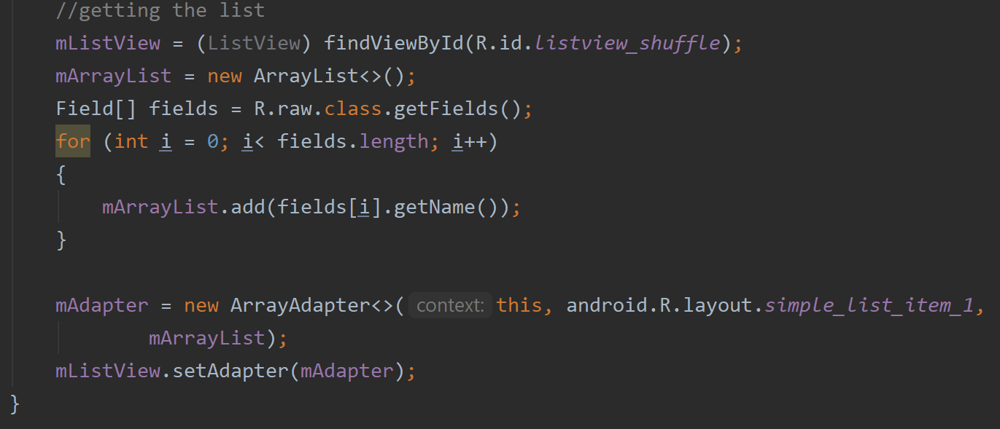 //getting the list
mListView = (ListView) findViewById(R.id.listview_shuffle);
mArrayList = new ArrayList<>();
Field[] fields = R.raw.class.getFields();
for (int i = 0; i< fields.length; i++)
{
mArrayList.add(fields[i].getName());
}
mAdapter = new ArrayAdapter<>( context: this, android.R.layout.simple_list_item_1,
mArrayList);
mListView.setAdapter(mAdapter);
}